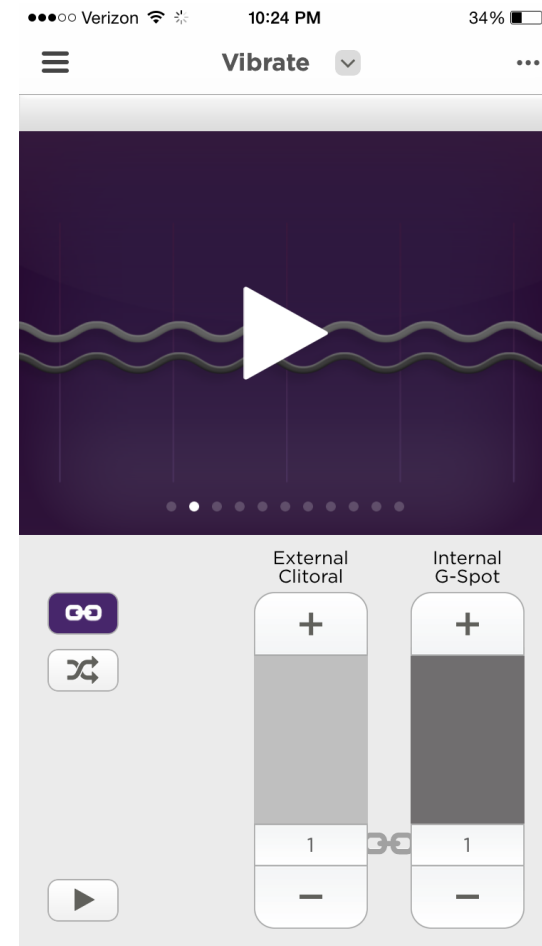 Verizon 10:24 PM 34%
Vibrate
External Internal
Clitoral G-Spot
+ +
1 1
− −